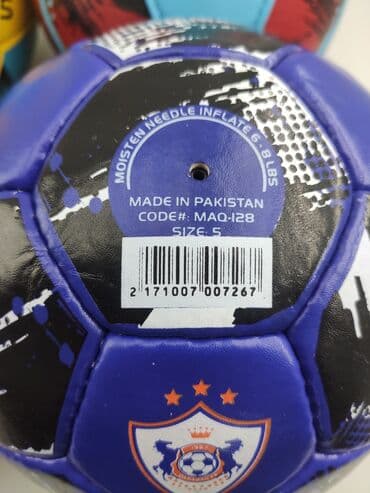 MOISTEN NEEDLE INFLATE 6-8 LBS
MADE IN PAKISTAN
CODE#: MAQ-128
SIZE: 5
2 171007 007267